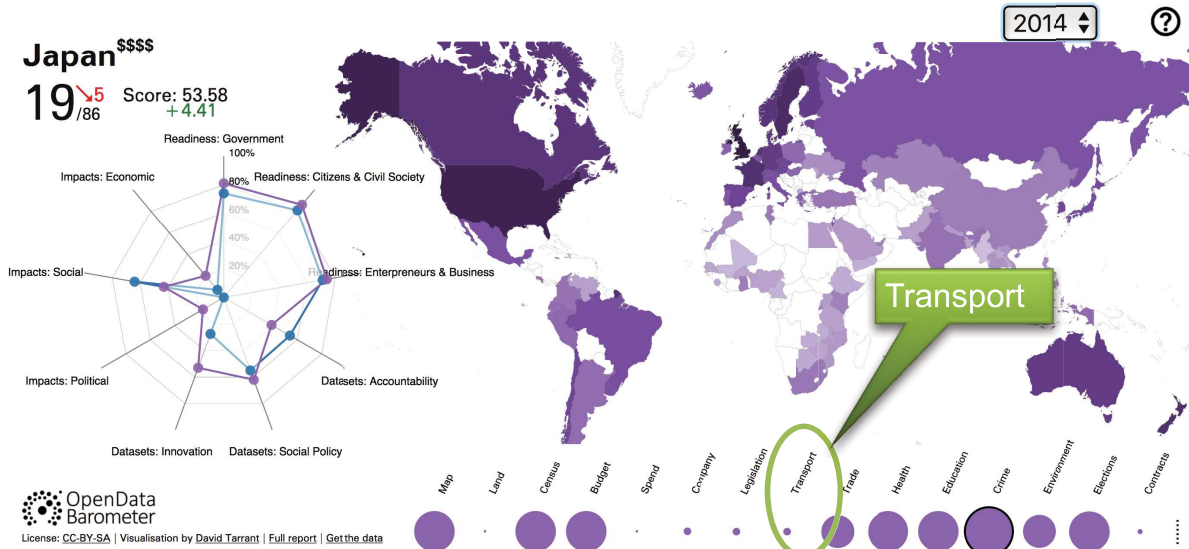 2014
?
Japan$$$$
19/86 ↘5 Score: 53.58
+4.41
Readiness: Government
100%
Impacts: Economic
80%
Readiness: Citizens & Civil Society
60%
40%
20%
Impacts: Social
Readiness: Enterpreneurs & Business
Transport
Impacts: Political
Datasets: Accountability
Datasets: Innovation
Datasets: Social Policy
Map
Land
Census
Budget
Spend
Company
Legislation
Transport
Trade
Health
Education
Crime
Environment
Elections
Contracts
OpenData
Barometer
License: CC-BY-SA | Visualisation by David Tarrant | Full report | Get the data